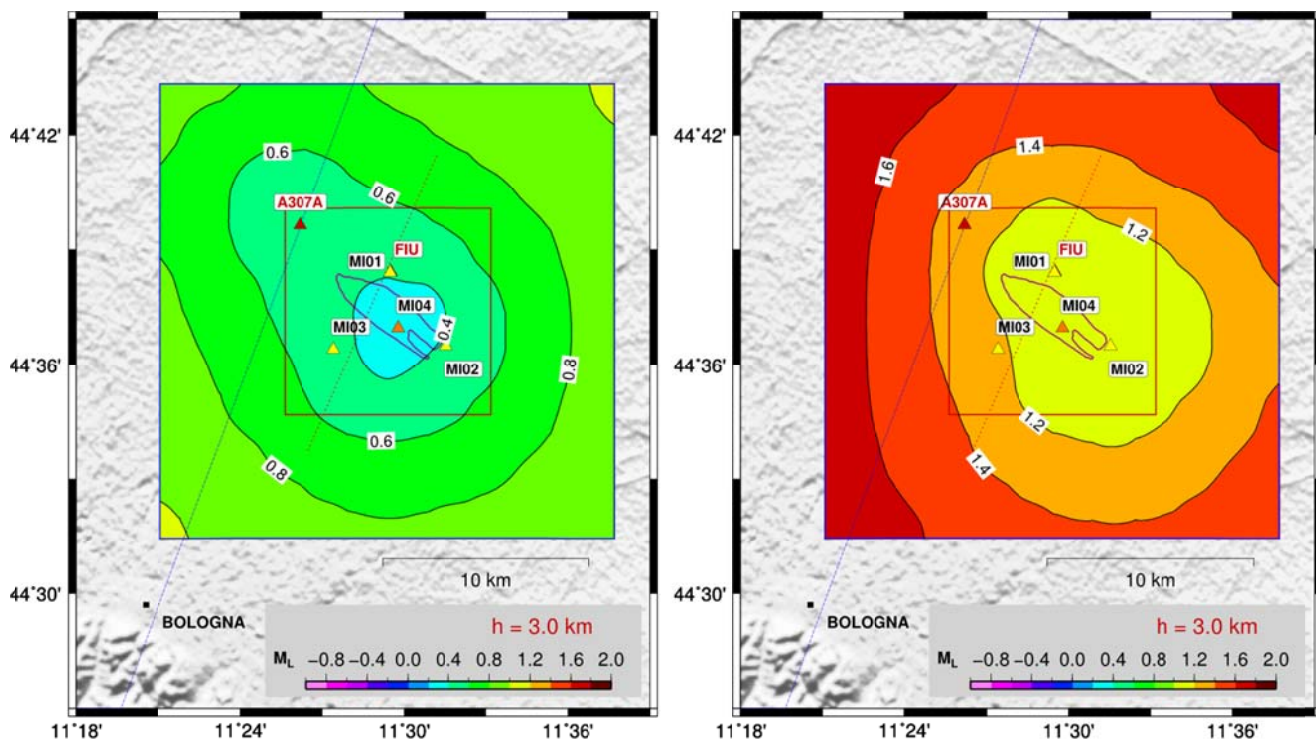 44°42'
44°36'
44°30'
11°18'
11°24'
11°30'
11°36'
0.6
0.6
A307A
FIU
MI01
MI04
MI03
0.4
MI02
0.8
0.6
0.8
10 km
BOLOGNA
h = 3.0 km
ML −0.8 −0.4 0.0 0.4 0.8 1.2 1.6 2.0
44°42'
44°36'
44°30'
11°18'
11°24'
11°30'
11°36'
1.6
1.4
A307A
1.2
FIU
MI01
MI04
MI03
MI02
1.2
1.4
10 km
BOLOGNA
h = 3.0 km
ML −0.8 −0.4 0.0 0.4 0.8 1.2 1.6 2.0